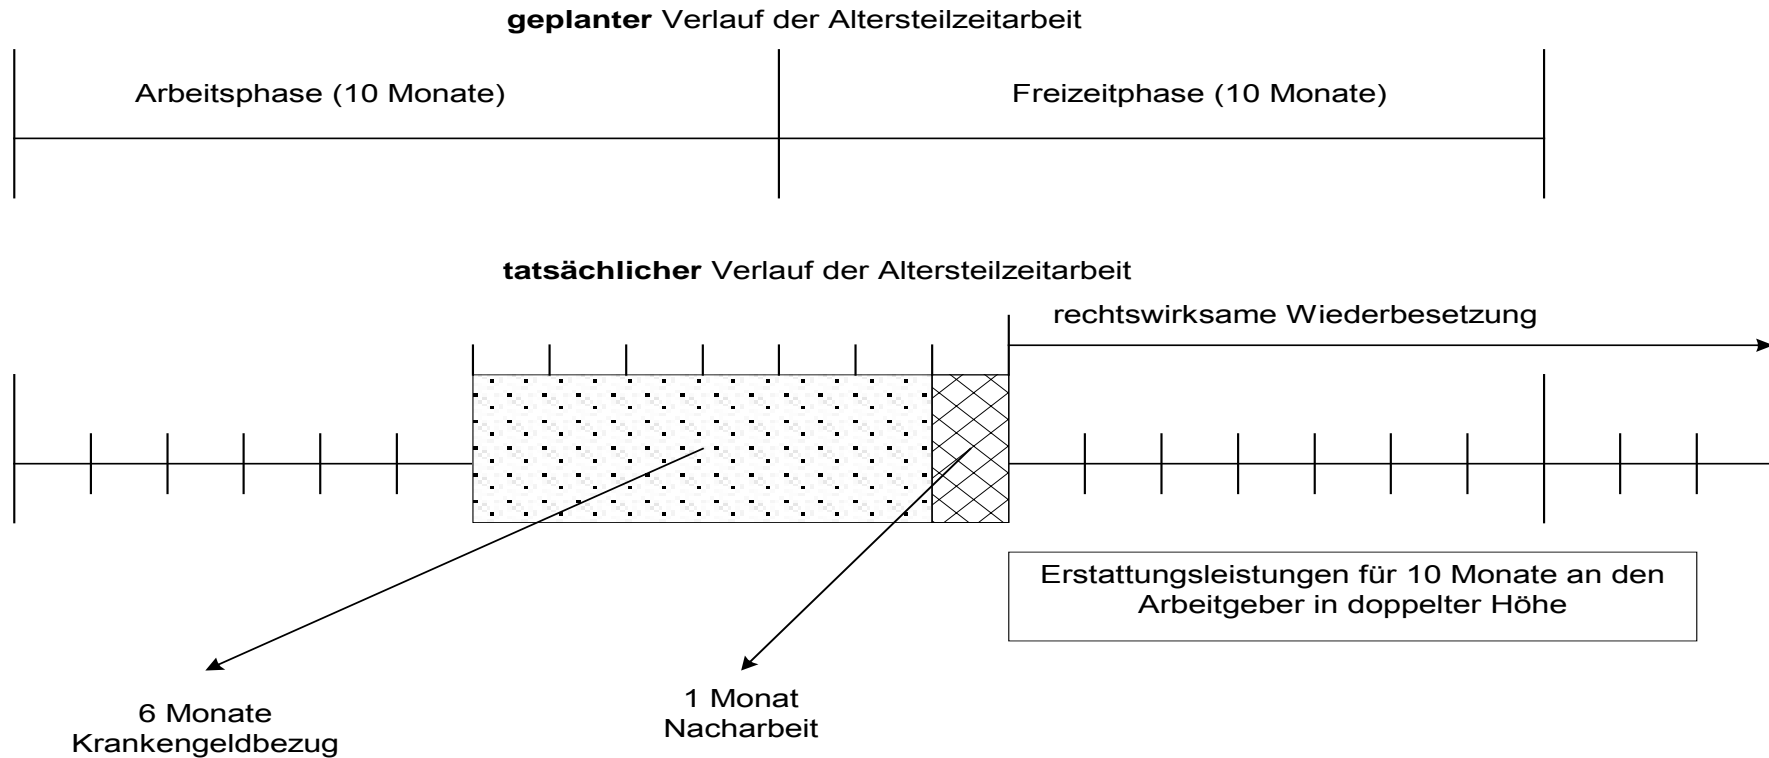 geplanter Verlauf der Altersteilzeitarbeit
Arbeitsphase (10 Monate)
Freizeitphase (10 Monate)
tatsächlicher Verlauf der Altersteilzeitarbeit
rechtswirksame Wiederbesetzung
Erstattungsleistungen für 10 Monate an den
Arbeitgeber in doppelter Höhe
6 Monate
Krankengeldbezug
1 Monat
Nacharbeit